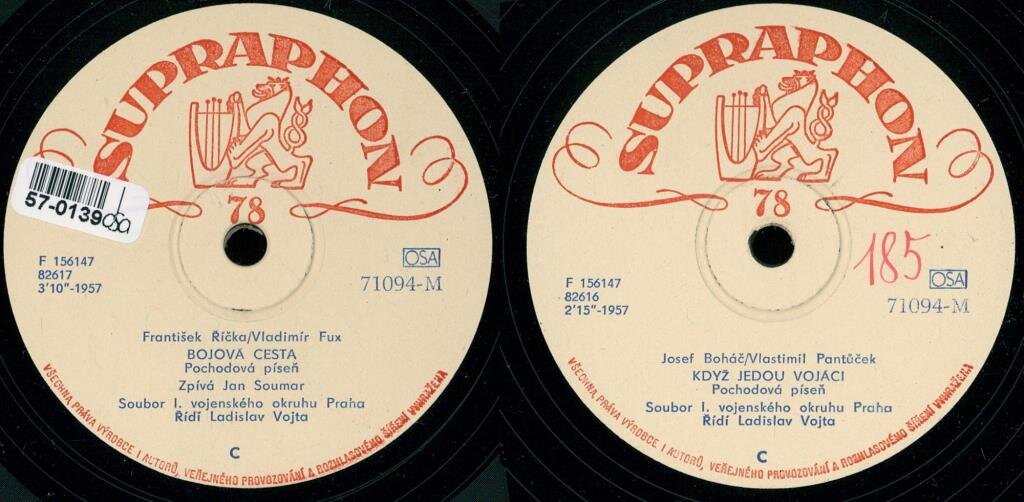 SUPRAPHON
78
57-0139
OSA
F 156147
82617
3'10"-1957
OSA
71094-M
František Říčka/Vladimír Fux
BOJOVÁ CESTA
Pochodová píseň
Zpívá Jan Soumar
Soubor I. vojenského okruhu Praha
Řídí Ladislav Vojta
C
VŠECHNA PRÁVA VÝROBCE I AUTORŮ, VEŘEJNÉHO PROVOZOVÁNÍ A ROZHLASOVÉHO ŠÍŘENÍ VYHRAŽENA
SUPRAPHON
78
185
F 156147
82616
2'15"-1957
OSA
71094-M
Josef Boháč/Vlastimil Pantůček
KDYŽ JEDOU VOJÁCI
Pochodová píseň
Soubor I. vojenského okruhu Praha
Řídí Ladislav Vojta
C
VŠECHNA PRÁVA VÝROBCE I AUTORŮ, VEŘEJNÉHO PROVOZOVÁNÍ A ROZHLASOVÉHO ŠÍŘENÍ VYHRAŽENA